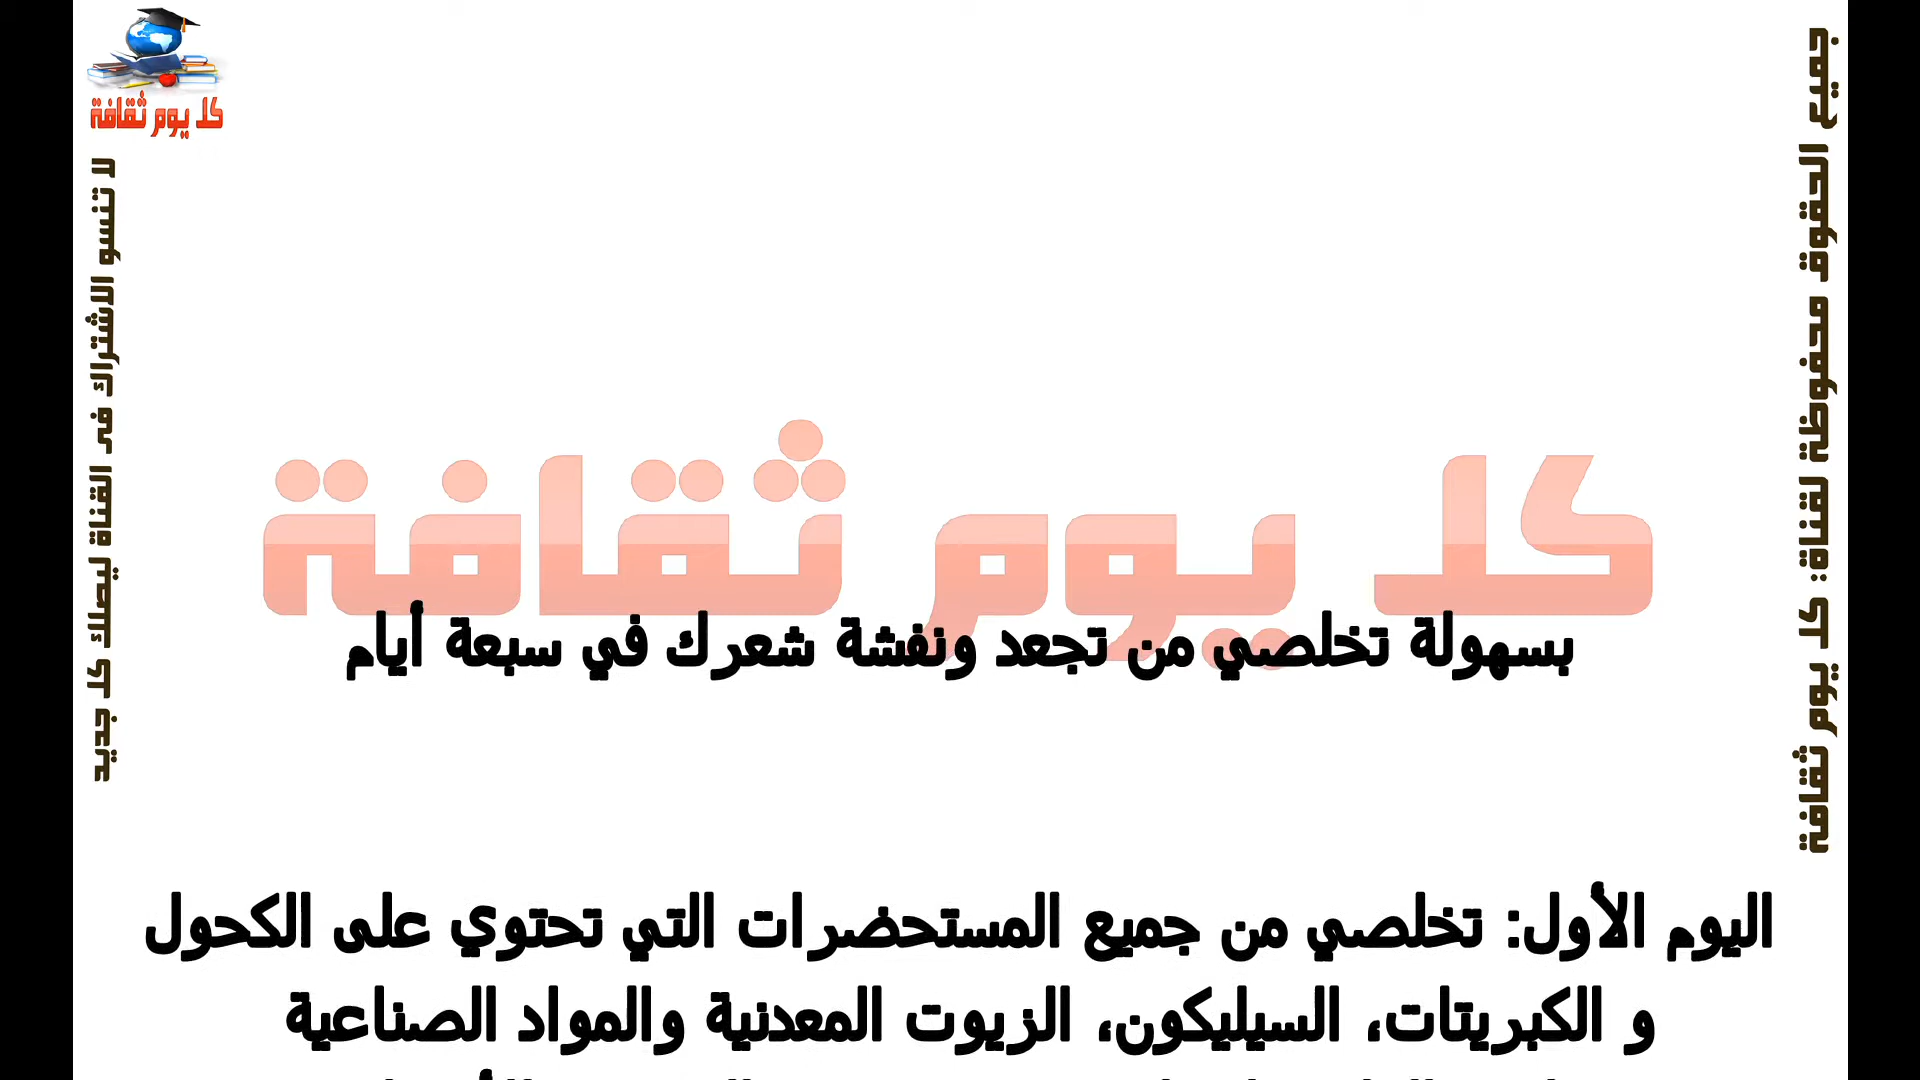 كل يوم ثقافة
جميع الحقوق محفوظة لقناة: كل يوم ثقافة
لا تنسو الاشتراك فى القناة ليصلك كل جديد
كل يوم ثقافة
بسهولة تخلصي من تجعد ونفشة شعرك في سبعة أيام
اليوم الأول: تخلصي من جميع المستحضرات التي تحتوي على الكحول
و الكبريتات، السيليكون، الزيوت المعدنية والمواد الصناعية